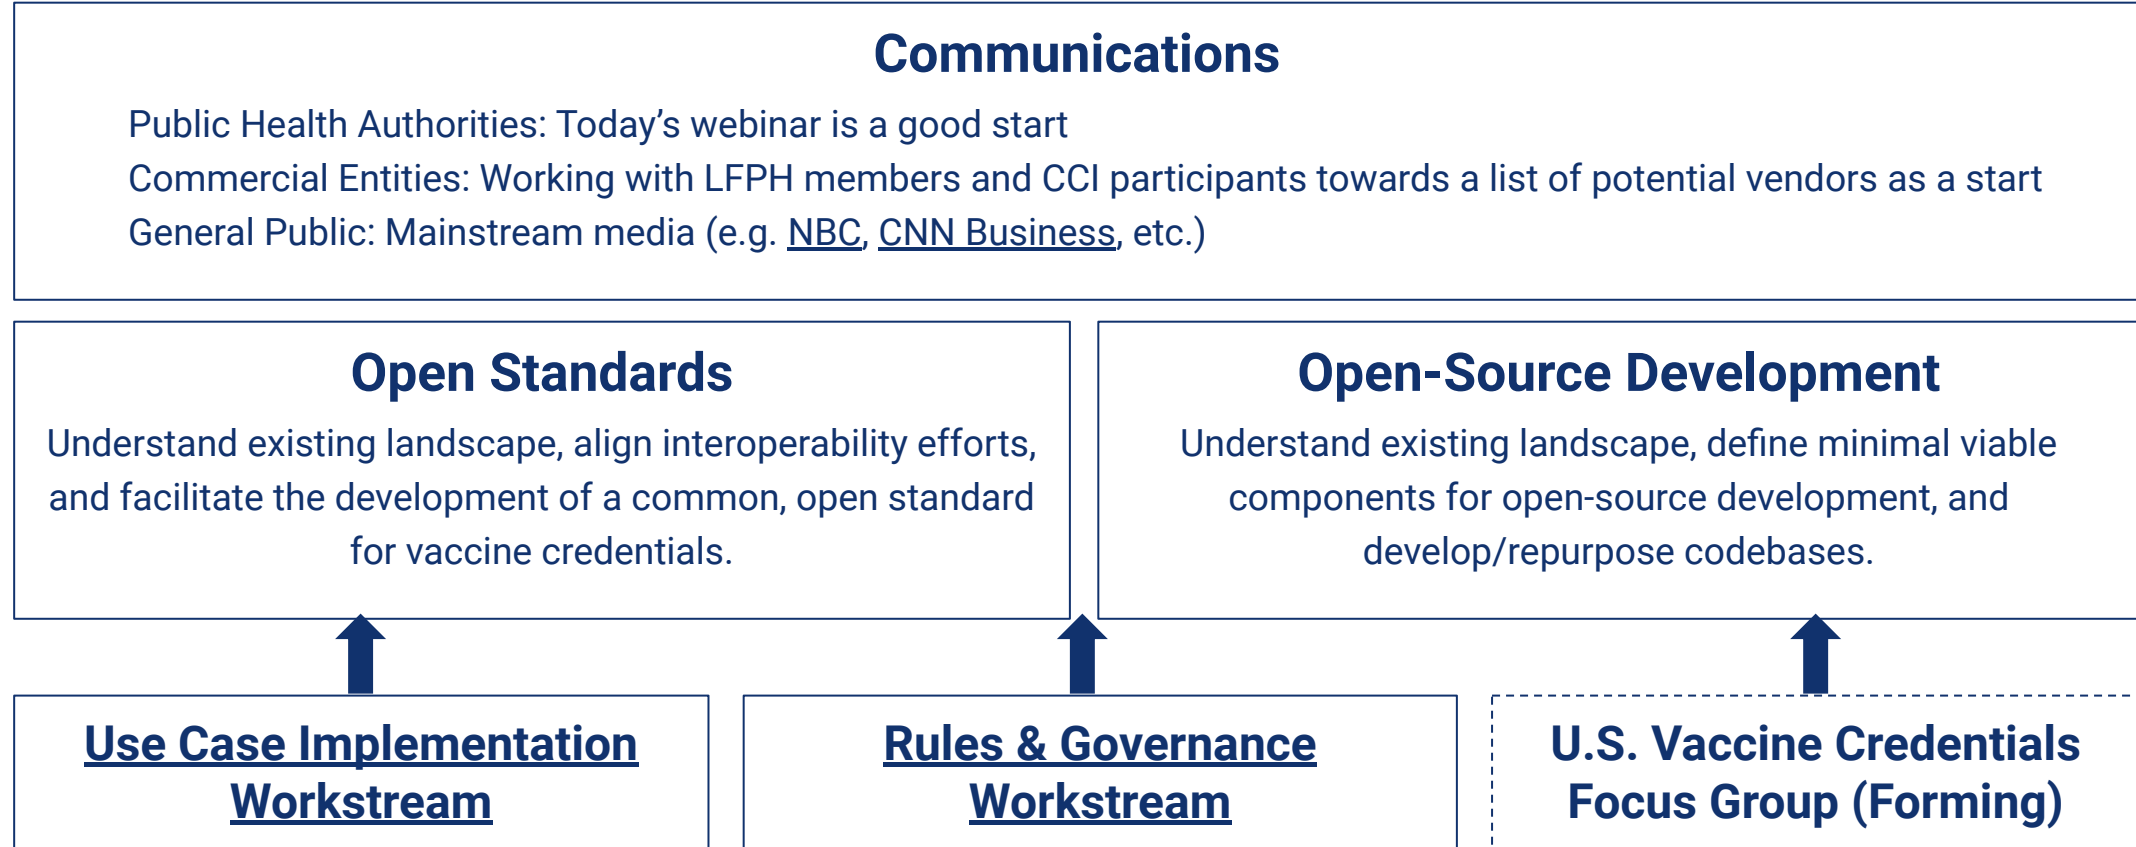 Communications
Public Health Authorities: Today’s webinar is a good start
Commercial Entities: Working with LFPH members and CCI participants towards a list of potential vendors as a start
General Public: Mainstream media (e.g. NBC, CNN Business, etc.)
Open Standards
Understand existing landscape, align interoperability efforts,
and facilitate the development of a common, open standard
for vaccine credentials.
Open-Source Development
Understand existing landscape, define minimal viable
components for open-source development, and
develop/repurpose codebases.
Use Case Implementation
Workstream
Rules & Governance
Workstream
U.S. Vaccine Credentials
Focus Group (Forming)